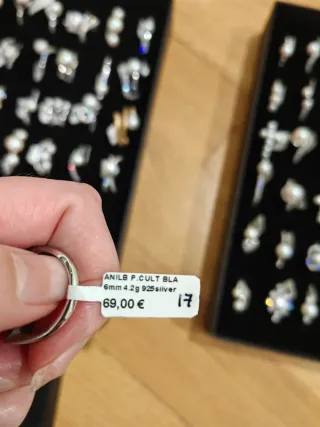 ANILB P.CULT BLA
6mm 4.2g 925silver
69,00 € 17